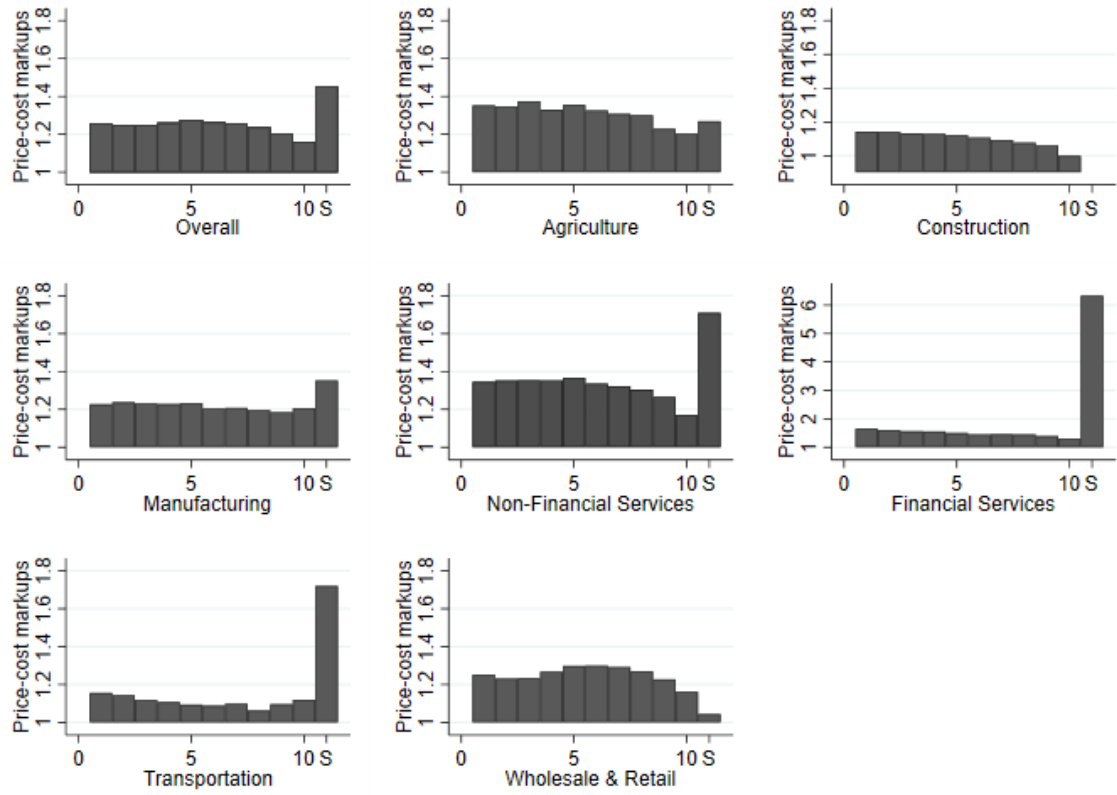 Price-cost markups
1 1.2 1.4 1.6 1.8
0 5 10 S
Overall
Price-cost markups
1 1.2 1.4 1.6 1.8
0 5 10 S
Agriculture
Price-cost markups
1 1.2 1.4 1.6 1.8
0 5 10 S
Construction
Price-cost markups
1 1.2 1.4 1.6 1.8
0 5 10 S
Manufacturing
Price-cost markups
1 1.2 1.4 1.6 1.8
0 5 10 S
Non-Financial Services
Price-cost markups
1 2 3 4 5 6
0 5 10 S
Financial Services
Price-cost markups
1 1.2 1.4 1.6 1.8
0 5 10 S
Transportation
Price-cost markups
1 1.2 1.4 1.6 1.8
0 5 10 S
Wholesale & Retail